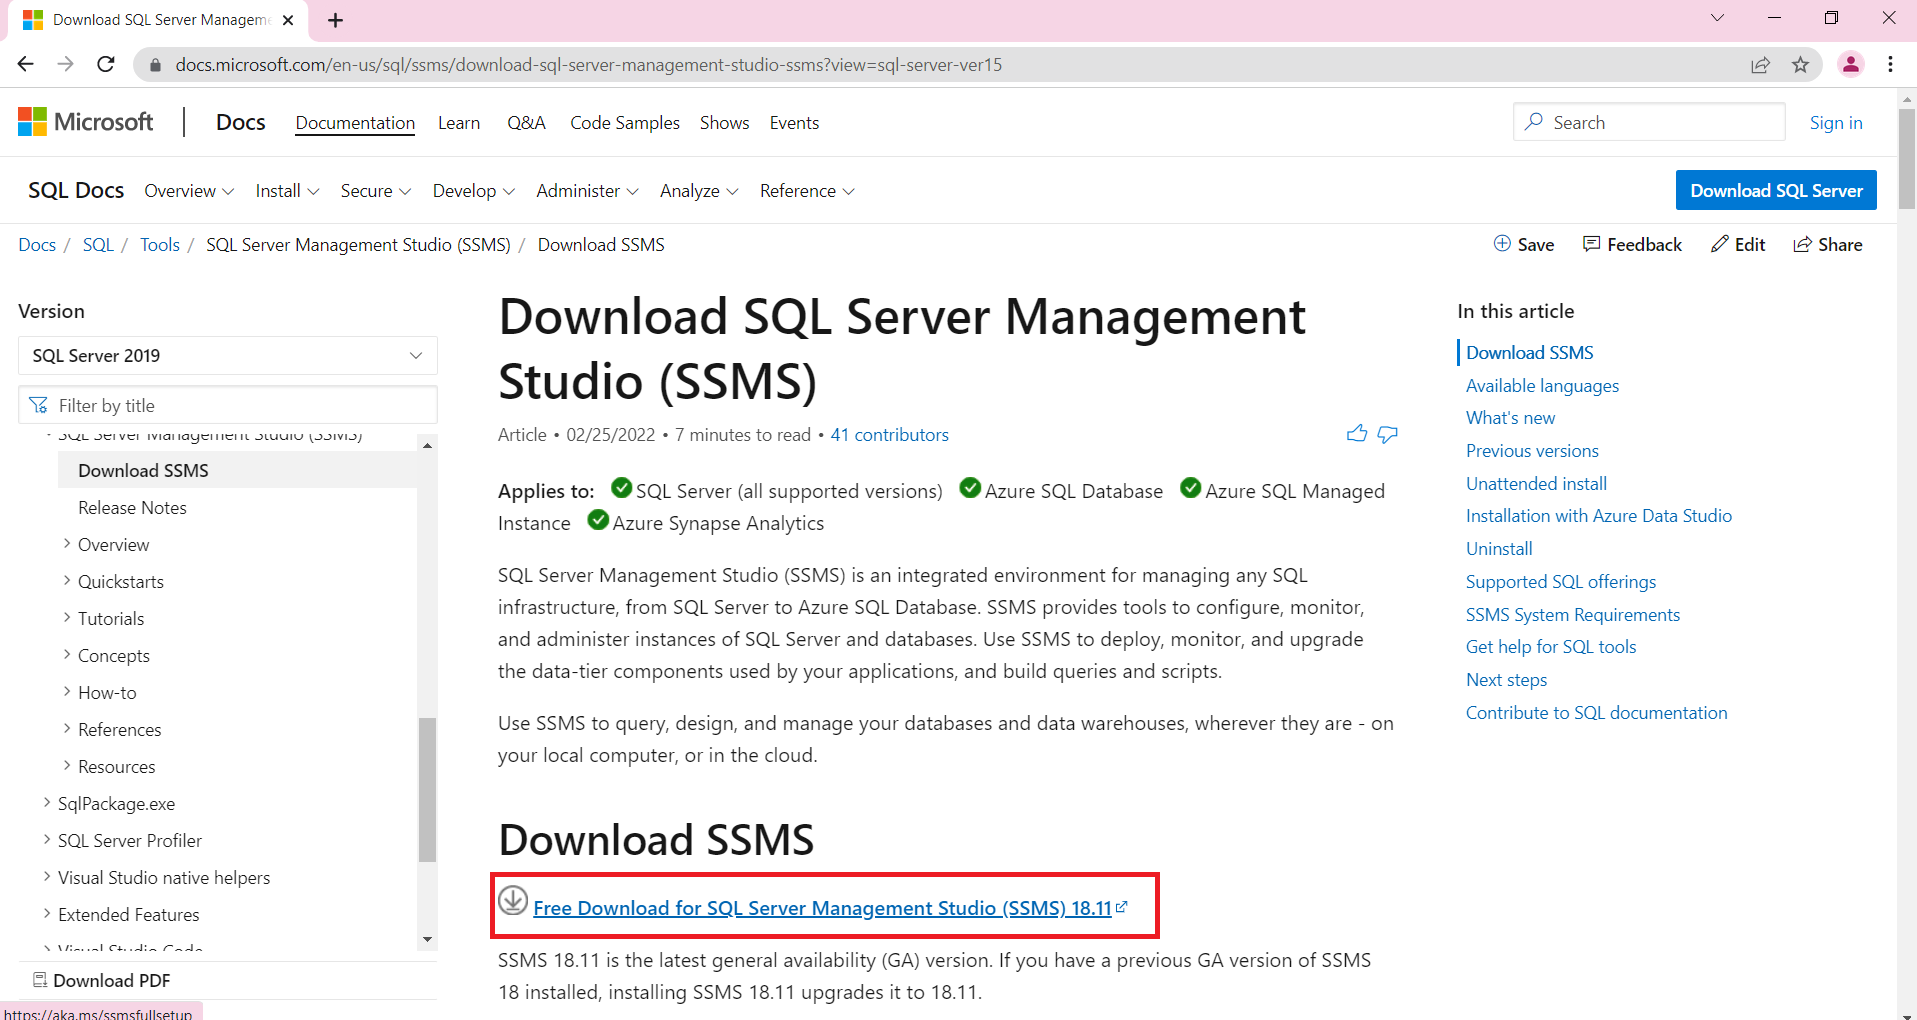 Download SQL Server Managem
docs.microsoft.com/en-us/sql/ssms/download-sql-server-management-studio-ssms?view=sql-server-ver15
Microsoft
Docs
Documentation
Learn
Q&A
Code Samples
Shows
Events
Search
Sign in
SQL Docs
Overview
Install
Secure
Develop
Administer
Analyze
Reference
Download SQL Server
Docs / SQL / Tools / SQL Server Management Studio (SSMS) / Download SSMS
Save
Feedback
Edit
Share
Version
SQL Server 2019
Filter by title
SQL Server Management Studio (SSMS)
Download SSMS
Release Notes
Overview
Quickstarts
Tutorials
Concepts
How-to
References
Resources
SqlPackage.exe
SQL Server Profiler
Visual Studio native helpers
Extended Features
Visual Studio Code
Download PDF
https://aka.ms/ssmsfullsetup
Download SQL Server Management
Studio (SSMS)
Article • 02/25/2022 • 7 minutes to read • 41 contributors
Applies to: SQL Server (all supported versions) Azure SQL Database Azure SQL Managed
Instance Azure Synapse Analytics
SQL Server Management Studio (SSMS) is an integrated environment for managing any SQL
infrastructure, from SQL Server to Azure SQL Database. SSMS provides tools to configure, monitor,
and administer instances of SQL Server and databases. Use SSMS to deploy, monitor, and upgrade
the data-tier components used by your applications, and build queries and scripts.
Use SSMS to query, design, and manage your databases and data warehouses, wherever they are - on
your local computer, or in the cloud.
Download SSMS
Free Download for SQL Server Management Studio (SSMS) 18.11
SSMS 18.11 is the latest general availability (GA) version. If you have a previous GA version of SSMS
18 installed, installing SSMS 18.11 upgrades it to 18.11.
In this article
Download SSMS
Available languages
What's new
Previous versions
Unattended install
Installation with Azure Data Studio
Uninstall
Supported SQL offerings
SSMS System Requirements
Get help for SQL tools
Next steps
Contribute to SQL documentation